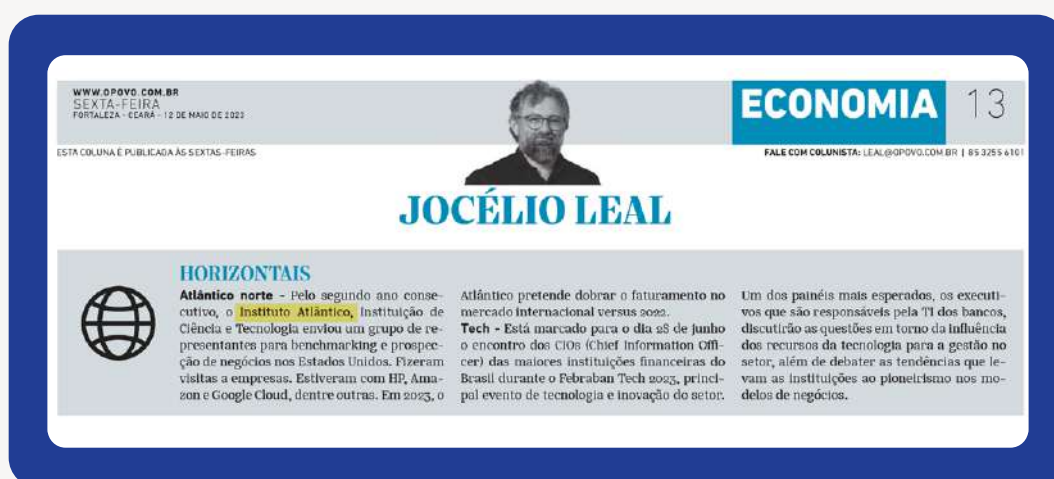 WWW.OPOVO.COM.BR
SEXTA-FEIRA
FORTALEZA - CEARÁ - 12 DE MAIO DE 2023
ECONOMIA 13
ESTA COLUNA É PUBLICADA ÀS SEXTAS-FEIRAS
FALE COM COLUNISTA: LEAL@OPOVO.COM.BR | 85 3255 6101
JOCÉLIO LEAL
HORIZONTAIS
Atlântico norte - Pelo segundo ano conse-
cutivo, o Instituto Atlântico, Instituição de
Ciência e Tecnologia enviou um grupo de re-
presentantes para benchmarking e prospec-
ção de negócios nos Estados Unidos. Fizeram
visitas a empresas. Estiveram com HP, Ama-
zon e Google Cloud, dentre outras. Em 2023, o
Atlântico pretende dobrar o faturamento no
mercado internacional versus 2022.
Tech - Está marcado para o dia 28 de junho
o encontro dos CIOs (Chief Information Offi-
cer) das maiores instituições financeiras do
Brasil durante o Febraban Tech 2023, princi-
pal evento de tecnologia e inovação do setor.
Um dos painéis mais esperados, os executi-
vos que são responsáveis pela TI dos bancos,
discutirão as questões em torno da influência
dos recursos da tecnologia para a gestão no
setor, além de debater as tendências que le-
vam as instituições ao pioneirismo nos mo-
delos de negócios.